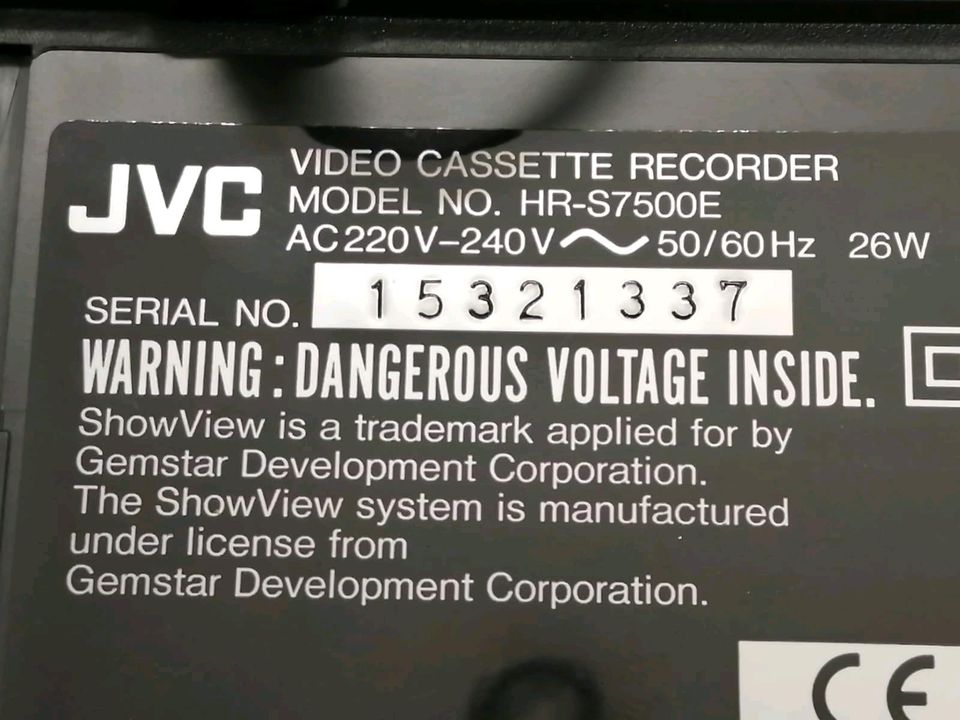 JVC
VIDEO CASSETTE RECORDER
MODEL NO. HR-S7500E
AC 220V–240V～50/60Hz 26W
SERIAL NO. 15321337
WARNING : DANGEROUS VOLTAGE INSIDE.
ShowView is a trademark applied for by
Gemstar Development Corporation.
The ShowView system is manufactured
under license from
Gemstar Development Corporation.
CE